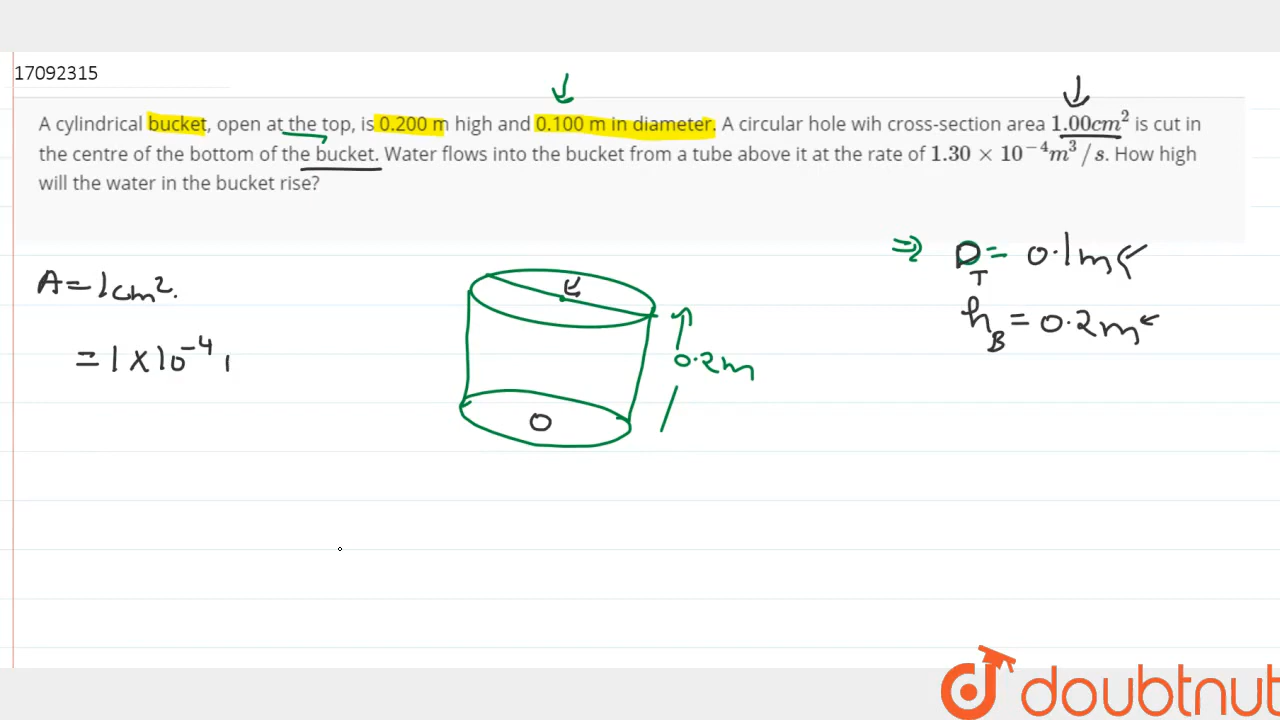 17092315
A cylindrical bucket, open at the top, is 0.200 m high and 0.100 m in diameter. A circular hole wih cross-section area 1.00cm² is cut in
the centre of the bottom of the bucket. Water flows into the bucket from a tube above it at the rate of 1.30 × 10⁻⁴m³/s. How high
will the water in the bucket rise?
⇒ D_T = 0.1m
A = 1cm².
h_B = 0.2m
= 1 × 10⁻⁴
0.2m
doubtnut